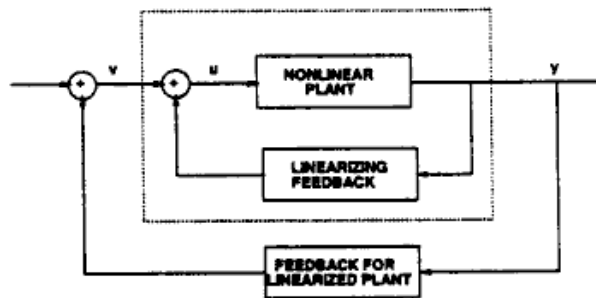 v
+
+
u
NONLINEAR
PLANT
y
LINEARIZING
FEEDBACK
FEEDBACK FOR
LINEARIZED PLANT